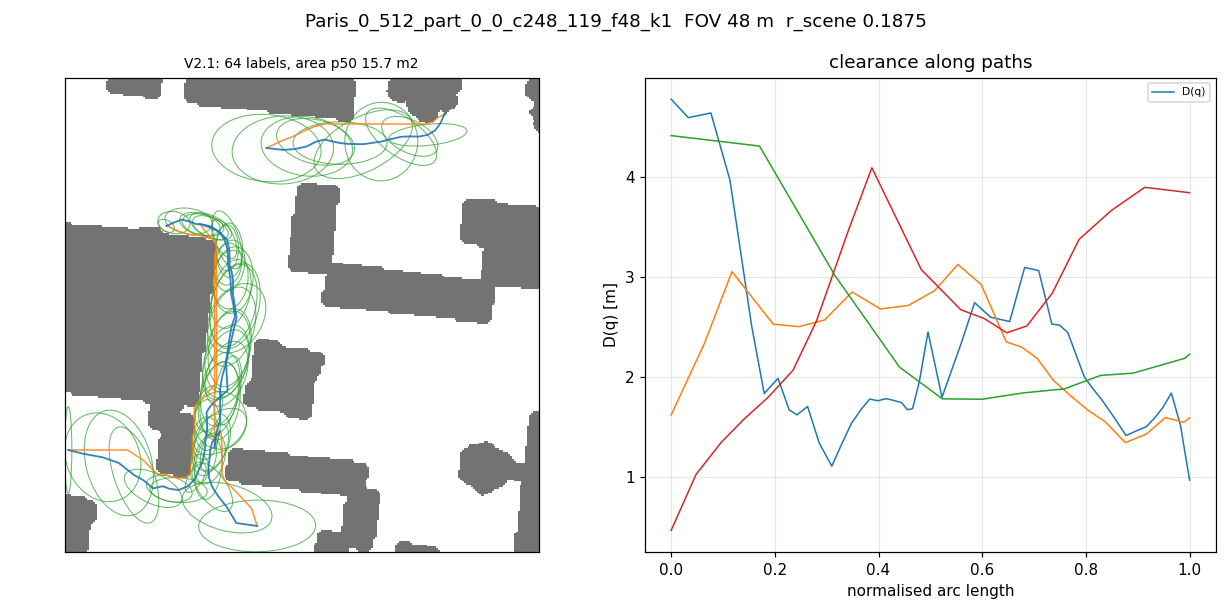 Paris_0_512_part_0_0_c248_119_f48_k1 FOV 48 m r_scene 0.1875
V2.1: 64 labels, area p50 15.7 m2
clearance along paths
D(q)
D(q) [m]
4
3
2
1
0.0 0.2 0.4 0.6 0.8 1.0
normalised arc length